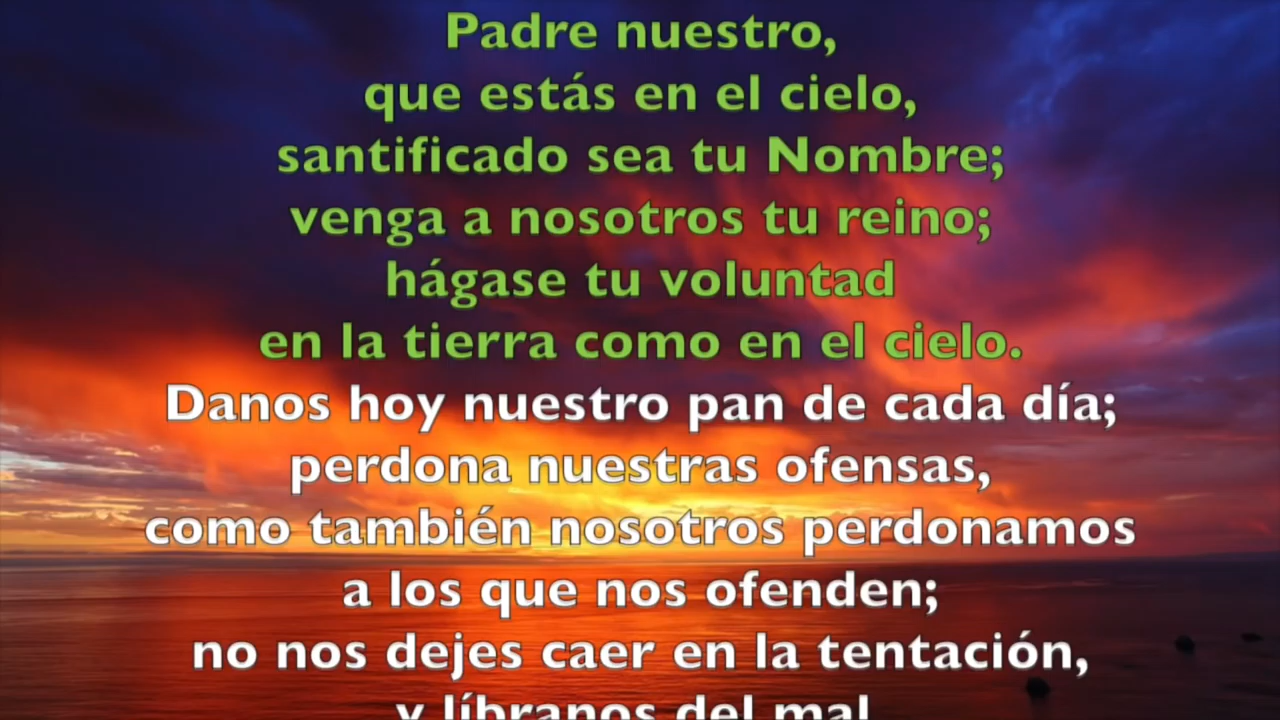 Padre nuestro,
que estás en el cielo,
santificado sea tu Nombre;
venga a nosotros tu reino;
hágase tu voluntad
en la tierra como en el cielo.
Danos hoy nuestro pan de cada día;
perdona nuestras ofensas,
como también nosotros perdonamos
a los que nos ofenden;
no nos dejes caer en la tentación,
y líbranos del mal